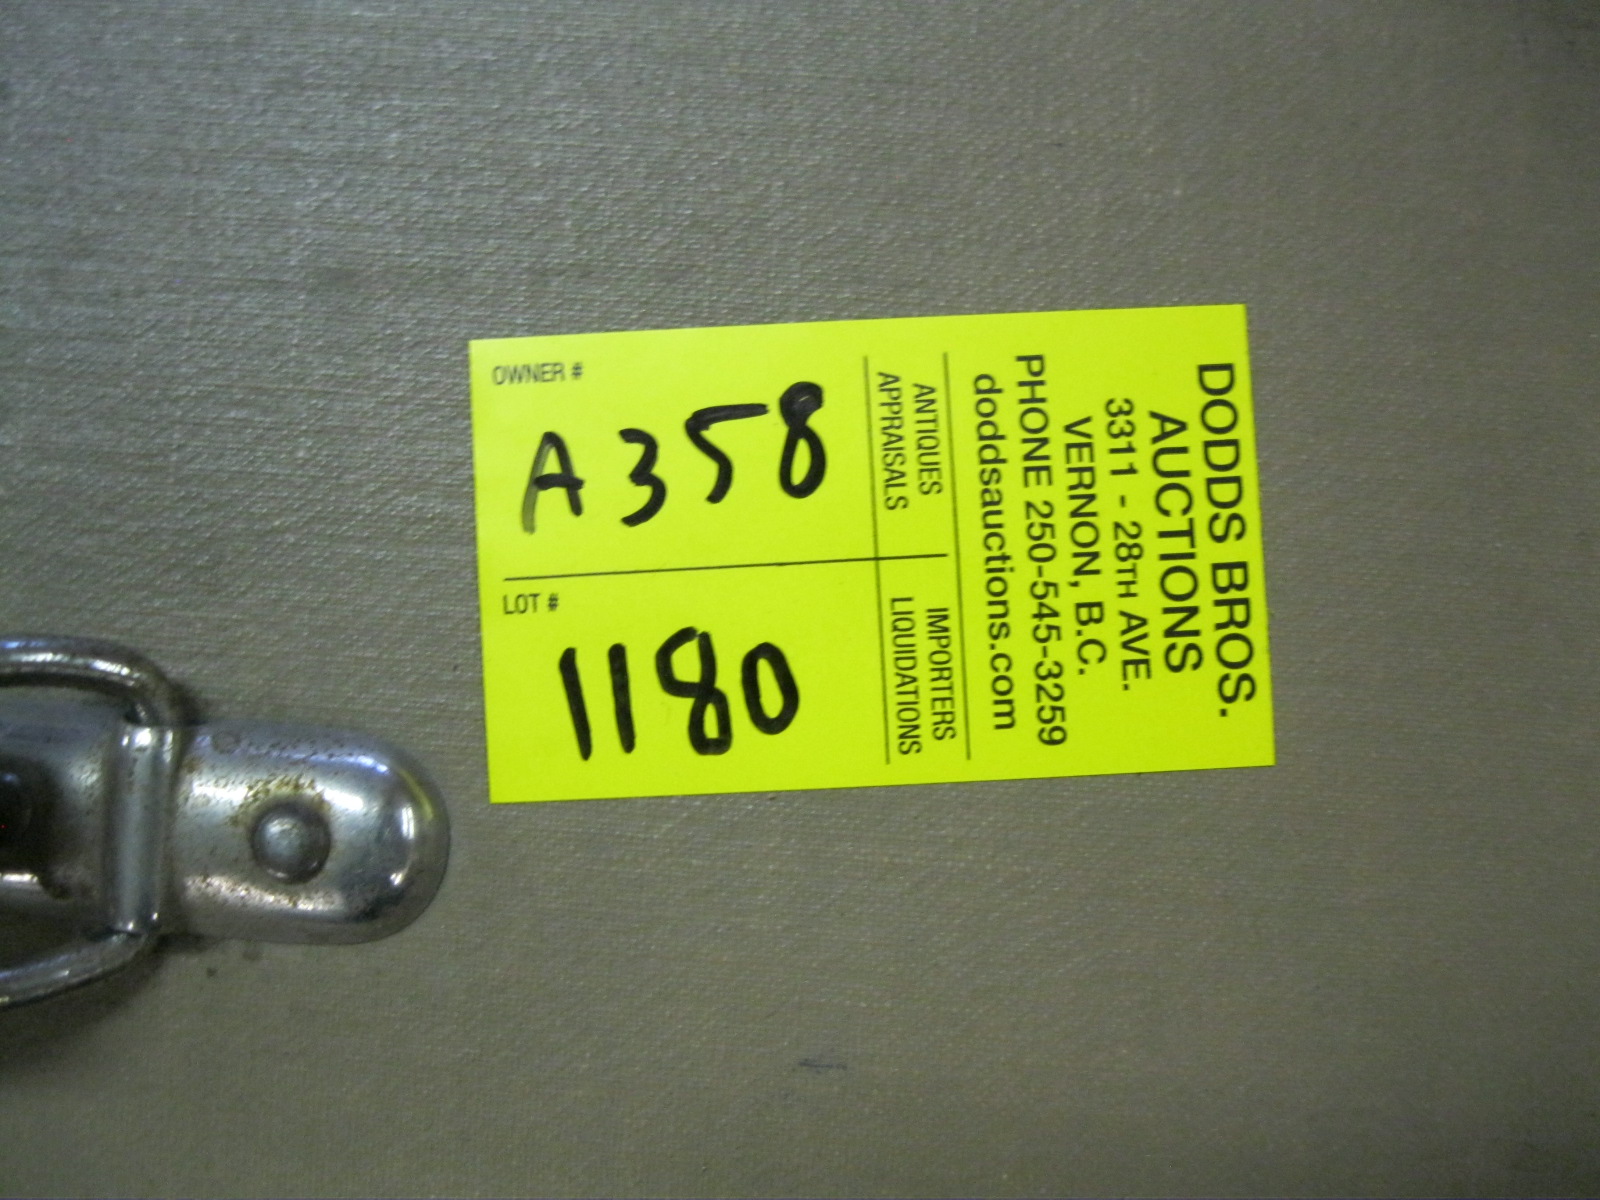 DODDS BROS.
AUCTIONS
3311 - 28TH AVE.
VERNON, B.C.
PHONE 250-545-3259
doddsauctions.com
ANTIQUES
APPRAISALS
IMPORTERS
LIQUIDATIONS
OWNER #
A358
LOT #
1180